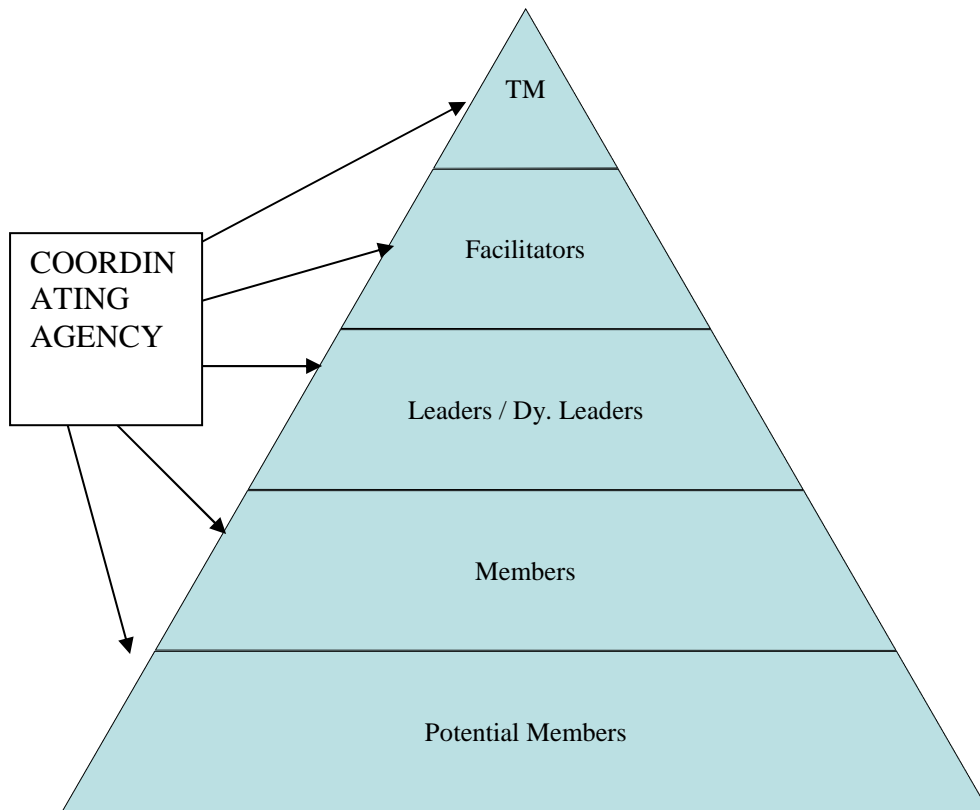 TM
Facilitators
COORDIN
ATING
AGENCY
Leaders / Dy. Leaders
Members
Potential Members